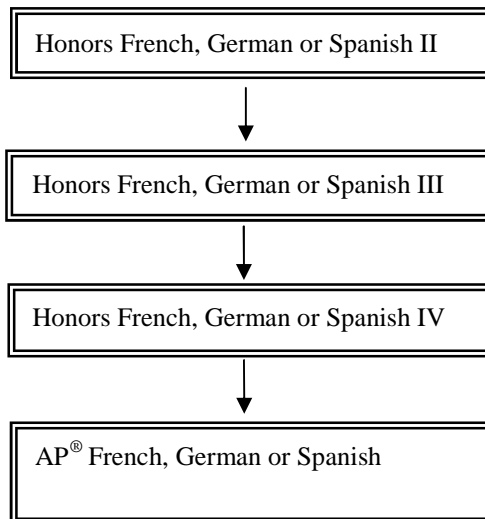 Honors French, German or Spanish II
Honors French, German or Spanish III
Honors French, German or Spanish IV
AP® French, German or Spanish